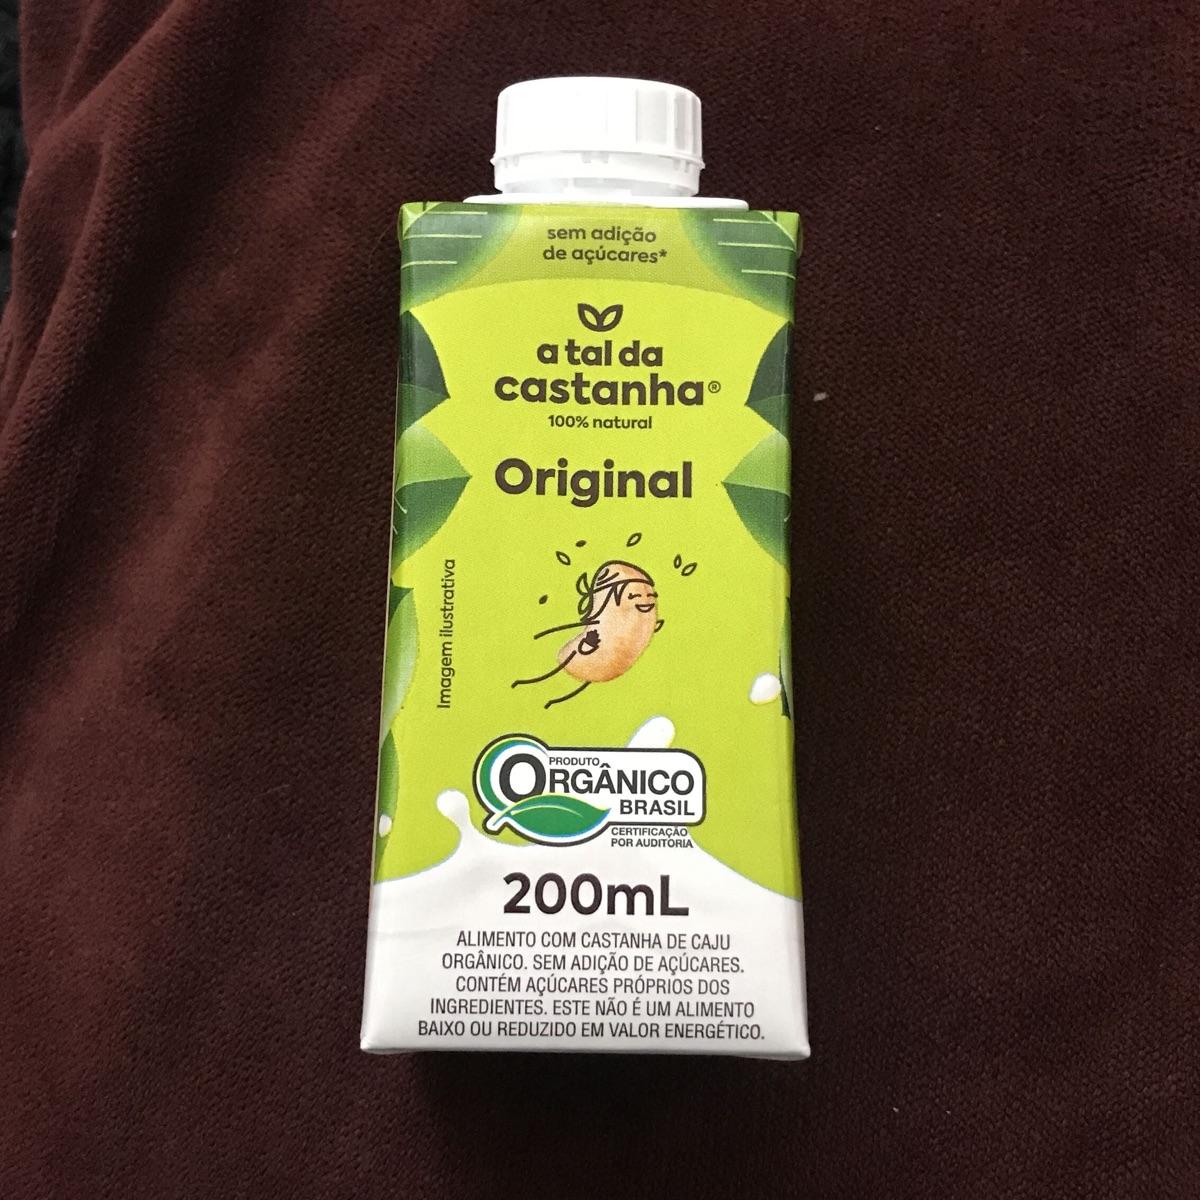 sem adição
de açúcares*
a tal da
castanha®
100% natural
Original
Imagem ilustrativa
PRODUTO
ORGÂNICO
BRASIL
CERTIFICAÇÃO
POR AUDITORIA
200mL
ALIMENTO COM CASTANHA DE CAJU
ORGÂNICO. SEM ADIÇÃO DE AÇÚCARES.
CONTÉM AÇÚCARES PRÓPRIOS DOS
INGREDIENTES. ESTE NÃO É UM ALIMENTO
BAIXO OU REDUZIDO EM VALOR ENERGÉTICO.